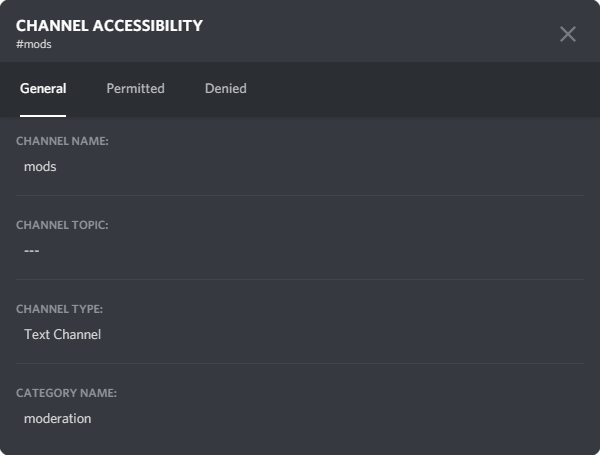 CHANNEL ACCESSIBILITY
#mods
General Permitted Denied
CHANNEL NAME:
mods
CHANNEL TOPIC:
---
CHANNEL TYPE:
Text Channel
CATEGORY NAME:
moderation